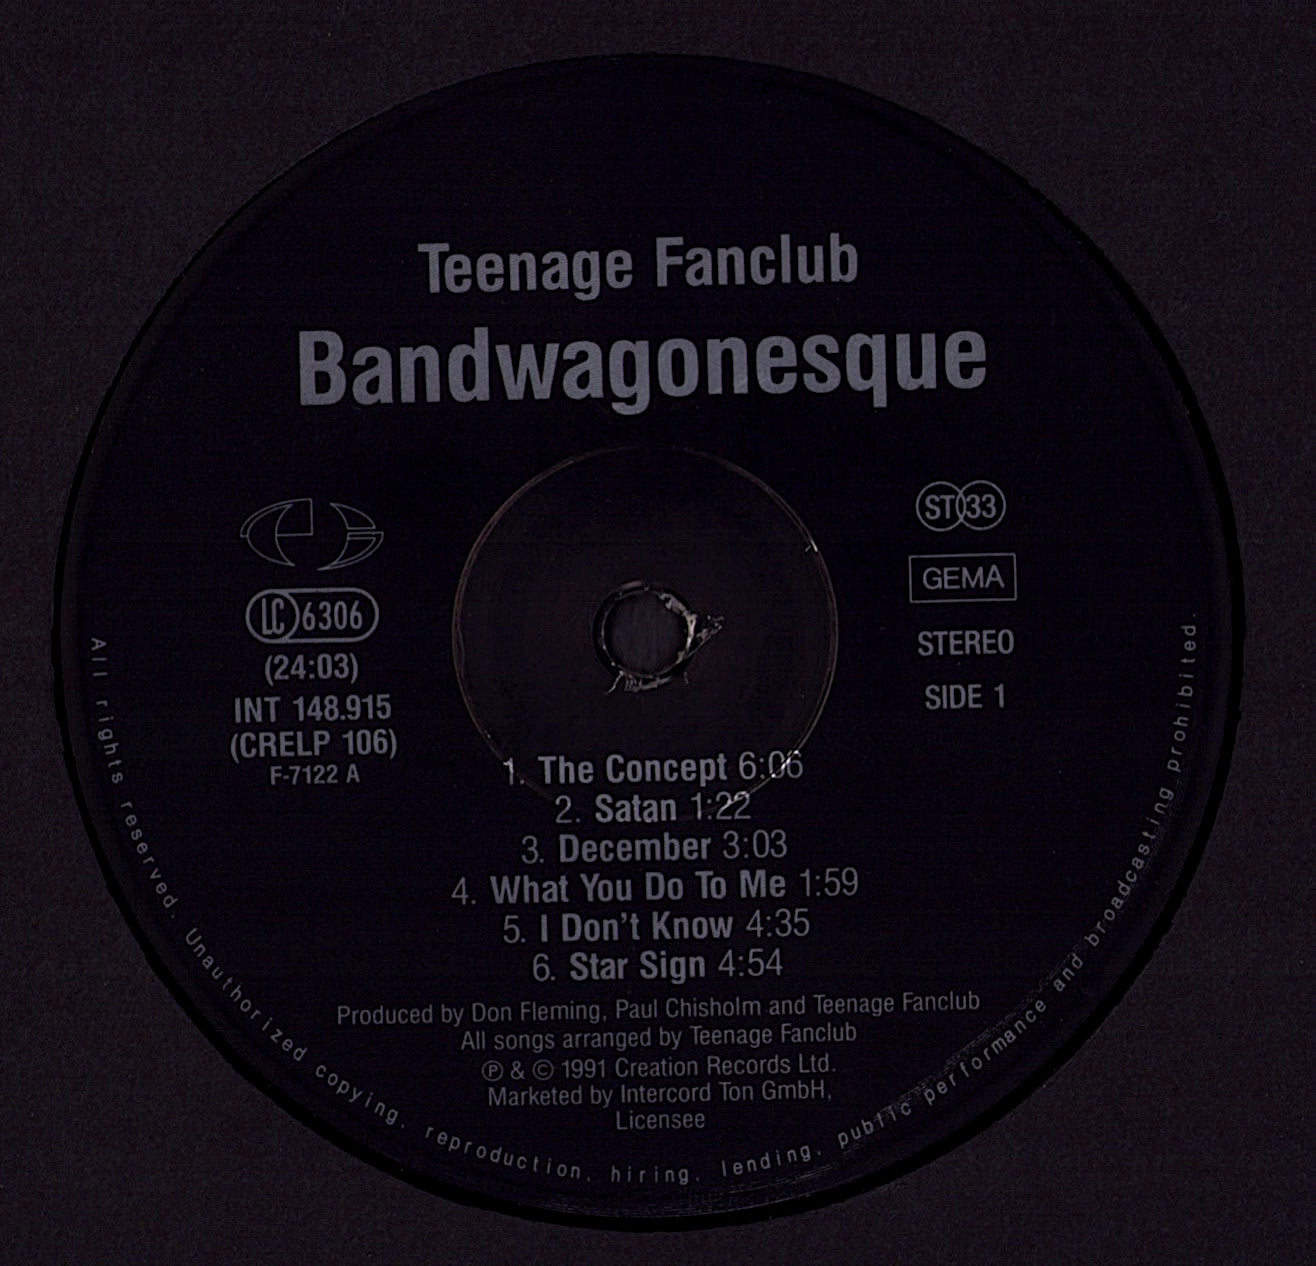 Teenage Fanclub
Bandwagonesque
LC 6306
(24:03)
INT 148.915
(CRELP 106)
F-7122 A
ST 33
GEMA
STEREO
SIDE 1
1. The Concept 6:06
2. Satan 1:22
3. December 3:03
4. What You Do To Me 1:59
5. I Don't Know 4:35
6. Star Sign 4:54
Produced by Don Fleming, Paul Chisholm and Teenage Fanclub
All songs arranged by Teenage Fanclub
℗ & © 1991 Creation Records Ltd.
Marketed by Intercord Ton GmbH,
Licensee
All rights reserved. Unauthorized copying, reproduction, hiring, lending, public performance and broadcasting prohibited.